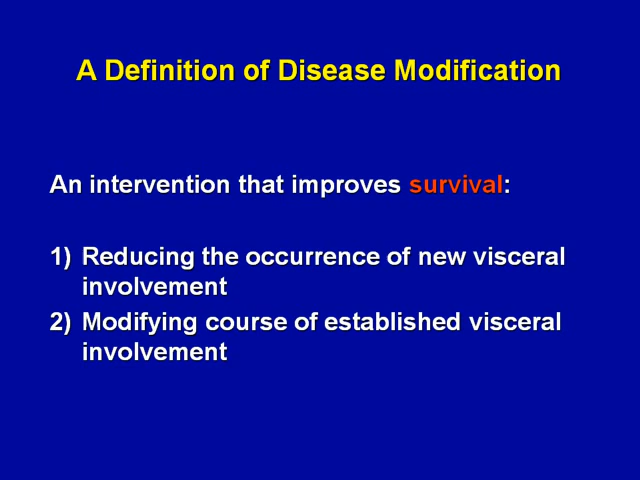 A Definition of Disease Modification
An intervention that improves survival:
1) Reducing the occurrence of new visceral
involvement
2) Modifying course of established visceral
involvement